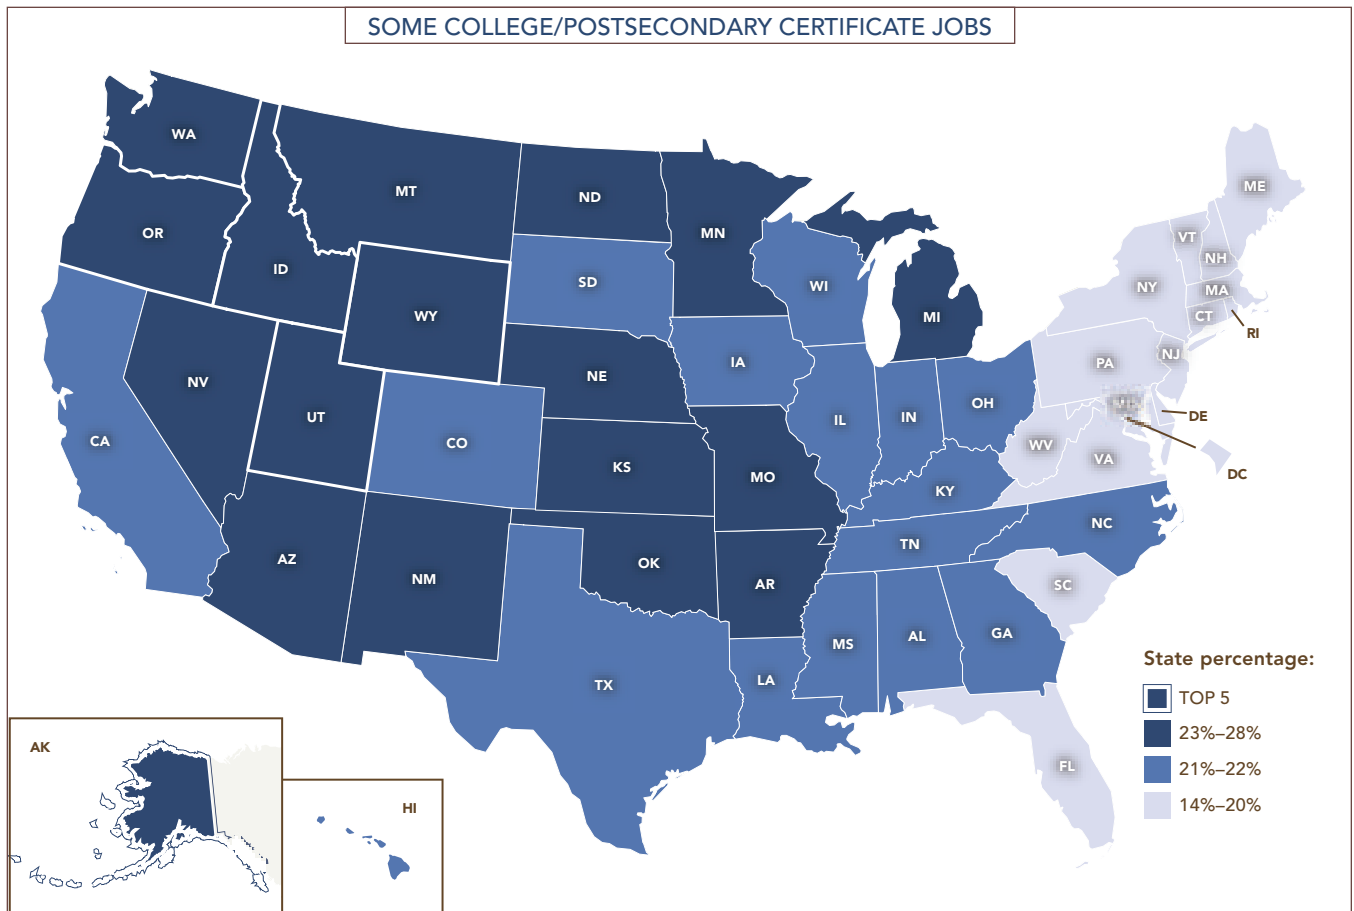 SOME COLLEGE/POSTSECONDARY CERTIFICATE JOBS
WA
MT
ND
MN
OR
ID
SD
WI
WY
MI
ME
VT
NH
NY
MA
CT
RI
NV
UT
NE
IA
PA
NJ
CA
CO
KS
MO
IL
IN
OH
DE
WV
VA
DC
KY
NC
TN
AZ
NM
OK
AR
SC
MS
AL
GA
TX
LA
FL
State percentage:
TOP 5
23%–28%
21%–22%
14%–20%
AK
HI